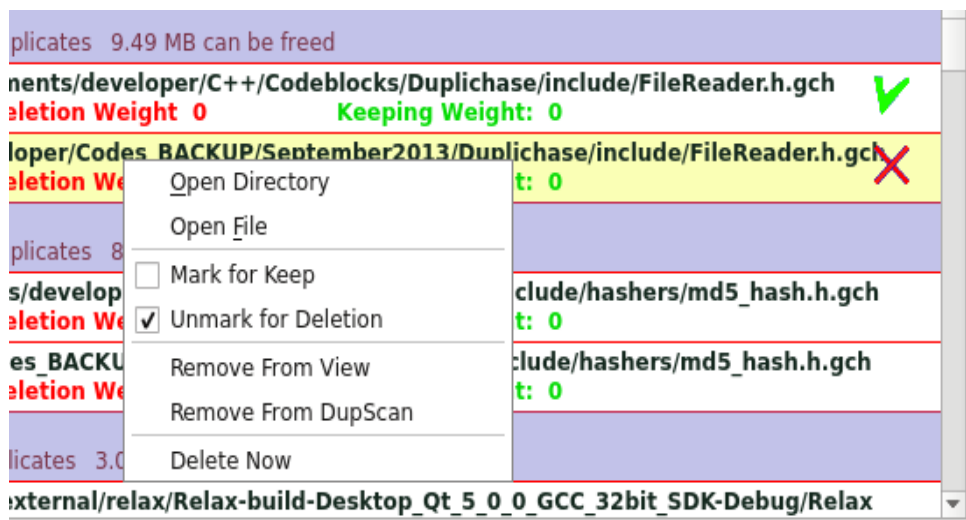 plicates 9.49 MB can be freed
ments/developer/C++/Codeblocks/Duplichase/include/FileReader.h.gch
eletion Weight 0 Keeping Weight: 0
loper/Codes_BACKUP/September2013/Duplichase/include/FileReader.h.gch
eletion We t: 0
Open Directory
Open File
plicates 8
Mark for Keep
s/develop clude/hashers/md5_hash.h.gch
Unmark for Deletion
eletion We t: 0
Remove From View
es_BACKU clude/hashers/md5_hash.h.gch
eletion We t: 0
Remove From DupScan
Delete Now
licates 3.0
external/relax/Relax-build-Desktop_Qt_5_0_0_GCC_32bit_SDK-Debug/Relax